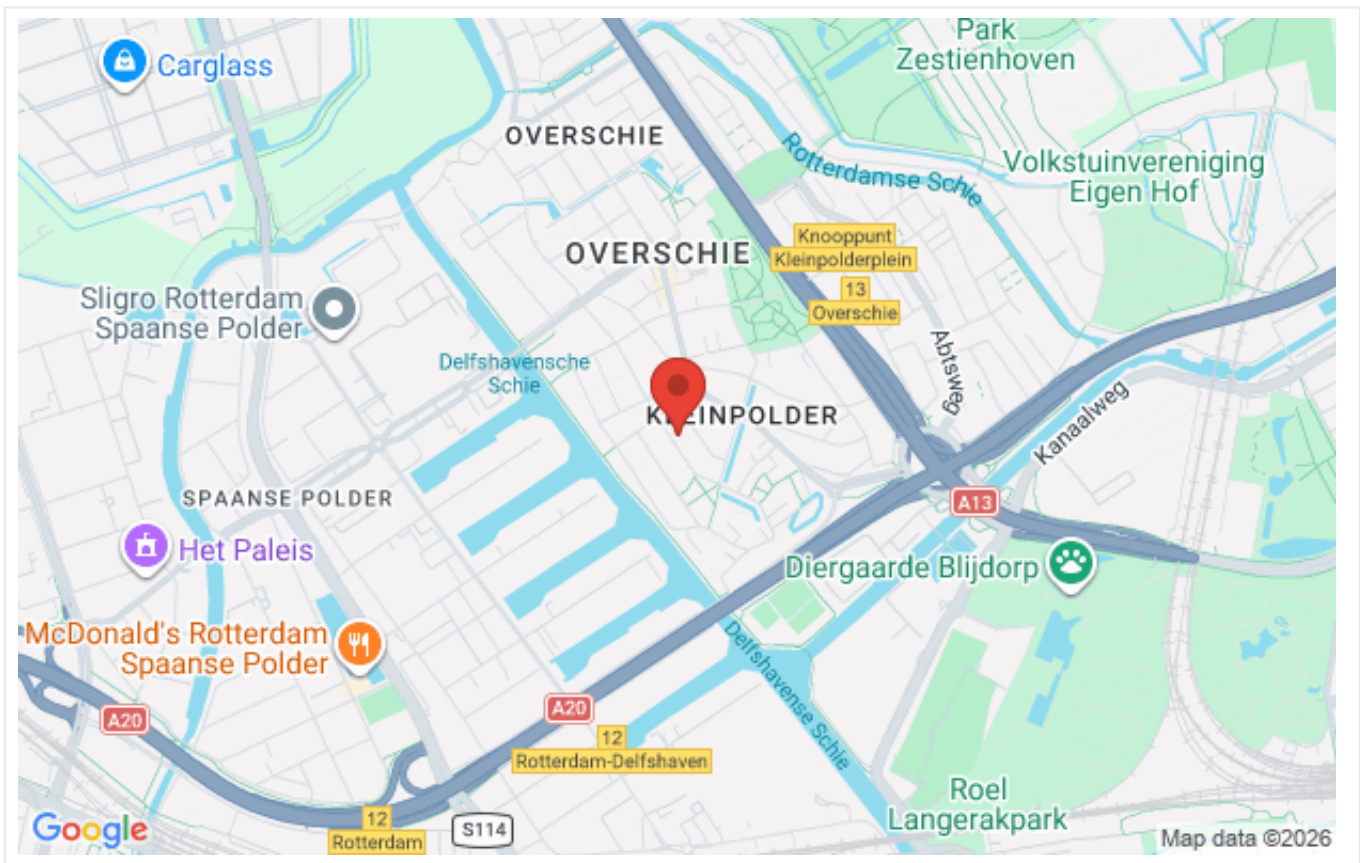 Park
Zestienhoven
Carglass
OVERSCHIE
Rotterdamse Schie
Volkstuinvereniging
Eigen Hof
Knooppunt
Kleinpolderplein
OVERSCHIE
13
Overschie
Sligro Rotterdam
Spaanse Polder
Abtsweg
Delfshavensche
Schie
KLEINPOLDER
Kanaalweg
SPAANSE POLDER
A13
Het Paleis
Diergaarde Blijdorp
McDonald's Rotterdam
Spaanse Polder
Delfshavense Schie
A20
A20
12
Rotterdam-Delfshaven
Roel
Langerakpark
12
Rotterdam
S114
Google
Map data ©2026